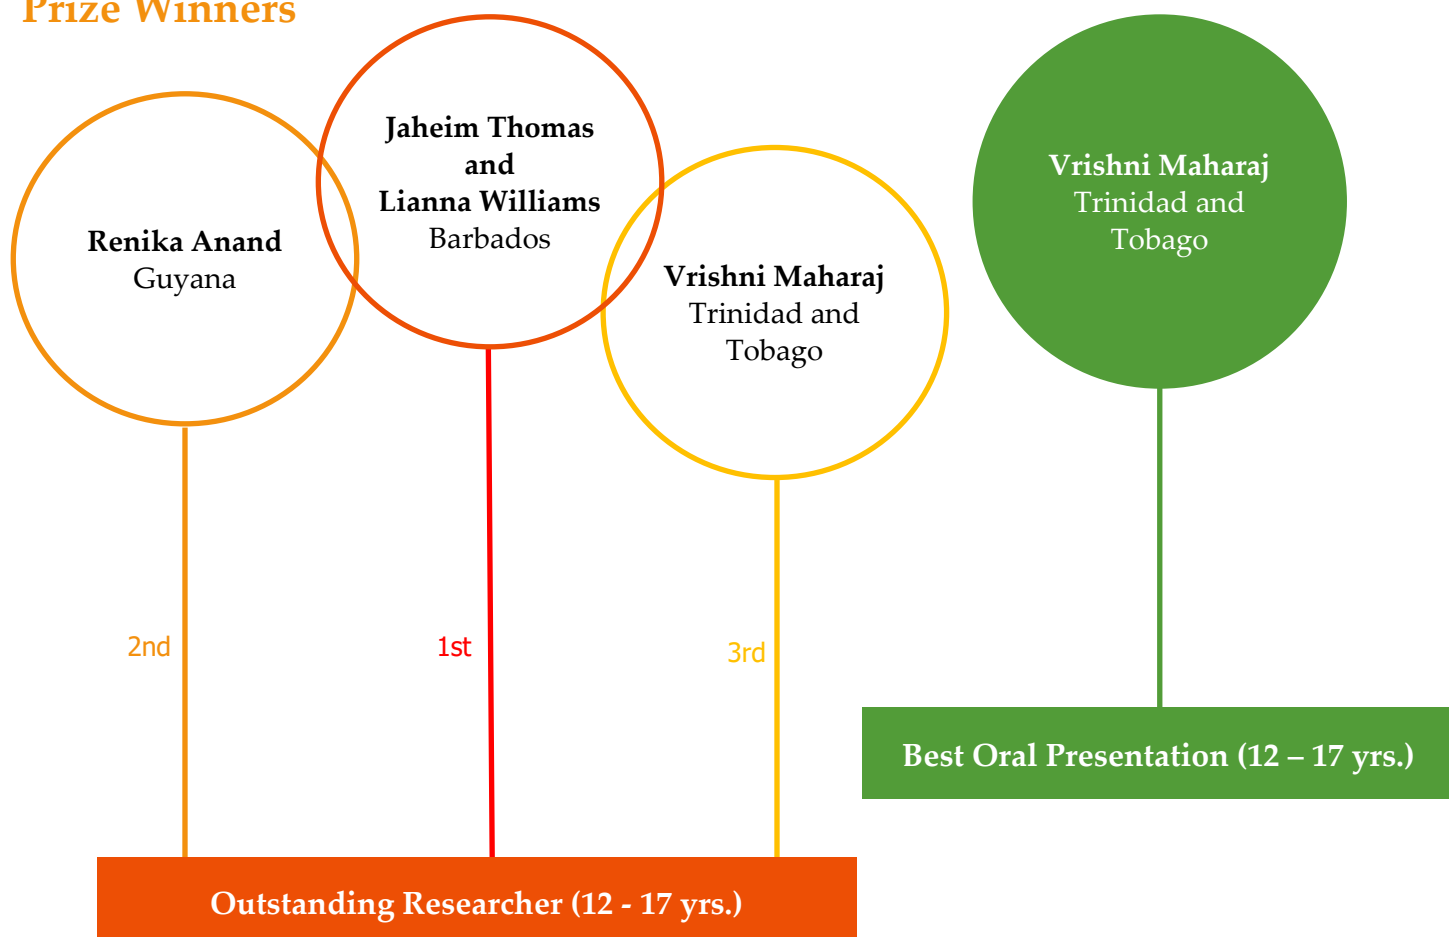 Prize Winners
Jaheim Thomas
and
Lianna Williams
Barbados
Renika Anand
Guyana
Vrishni Maharaj
Trinidad and
Tobago
Vrishni Maharaj
Trinidad and
Tobago
2nd
1st
3rd
Best Oral Presentation (12 – 17 yrs.)
Outstanding Researcher (12 - 17 yrs.)